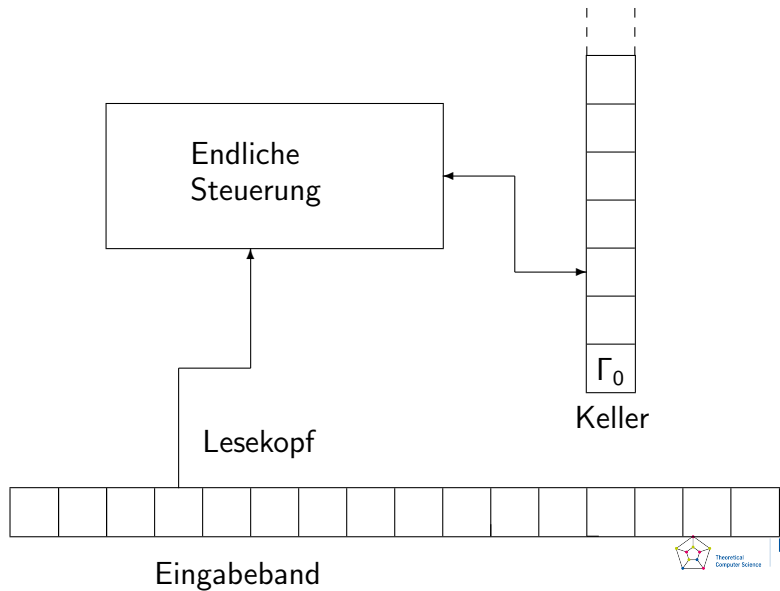 Endliche
Steuerung
Γ₀
Keller
Lesekopf
Eingabeband
Theoretical
Computer Science